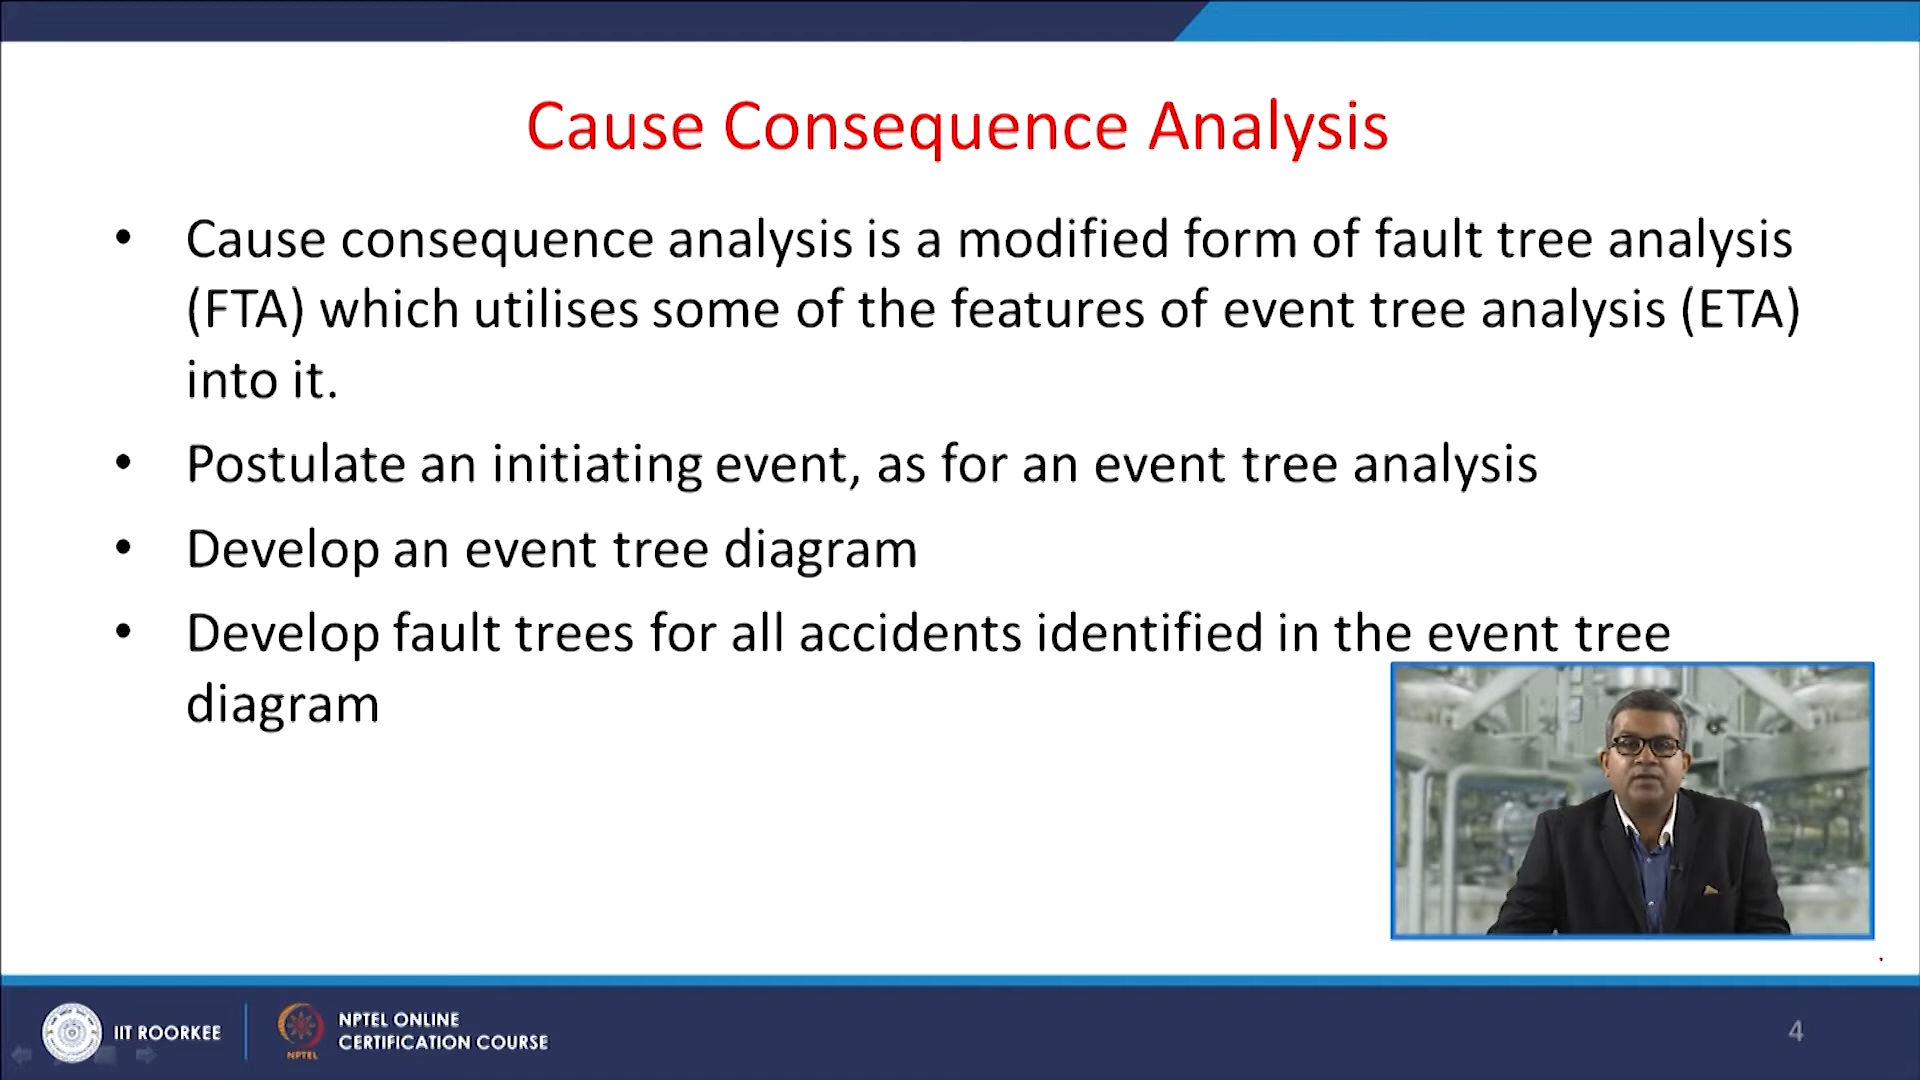 Cause Consequence Analysis
• Cause consequence analysis is a modified form of fault tree analysis
(FTA) which utilises some of the features of event tree analysis (ETA)
into it.
• Postulate an initiating event, as for an event tree analysis
• Develop an event tree diagram
• Develop fault trees for all accidents identified in the event tree
diagram
IIT ROORKEE
NPTEL
NPTEL ONLINE
CERTIFICATION COURSE
4